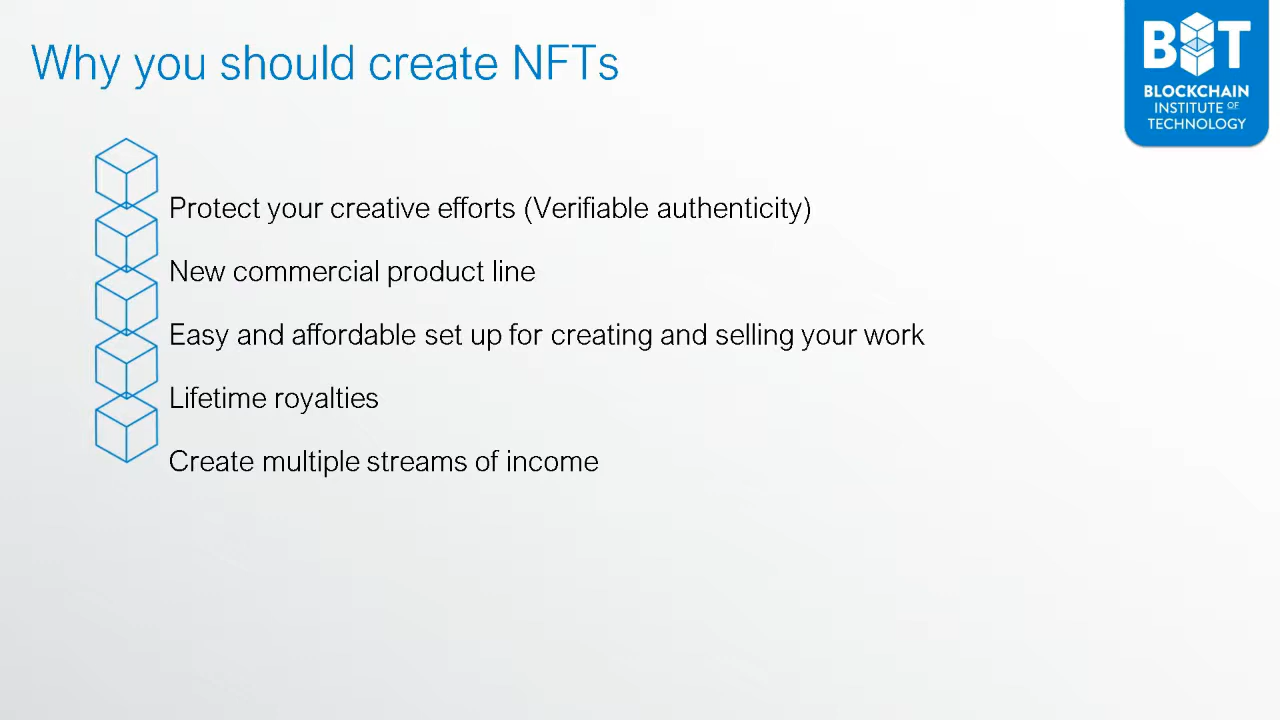 Why you should create NFTs
BIT
BLOCKCHAIN
INSTITUTE OF
TECHNOLOGY
Protect your creative efforts (Verifiable authenticity)
New commercial product line
Easy and affordable set up for creating and selling your work
Lifetime royalties
Create multiple streams of income